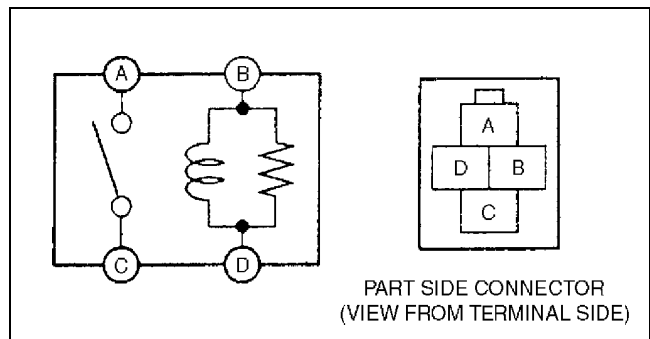 A B
C D
A
D B
C
PART SIDE CONNECTOR
(VIEW FROM TERMINAL SIDE)